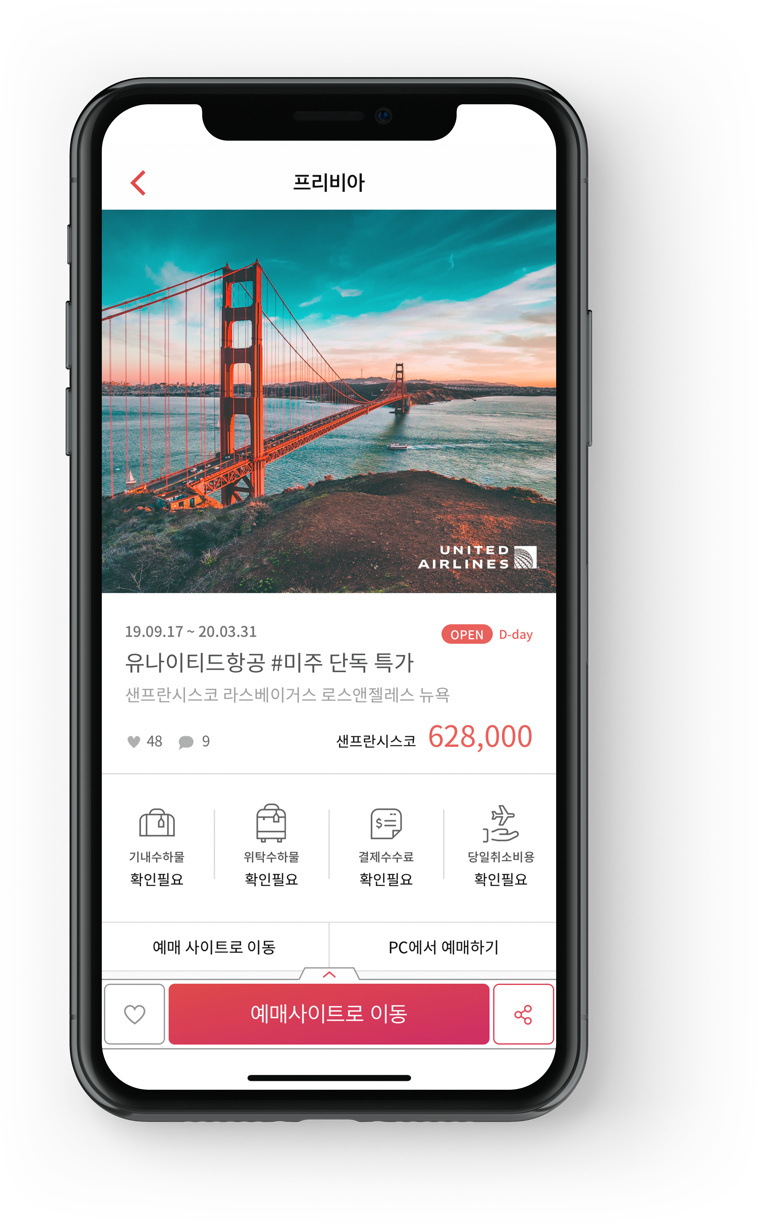 프리비아
UNITED
AIRLINES
19.09.17 ~ 20.03.31
OPEN D-day
유나이티드항공 #미주 단독 특가
샌프란시스코 라스베이거스 로스앤젤레스 뉴욕
48 9
샌프란시스코 628,000
$
기내수하물 위탁수하물 결제수수료 당일취소비용
확인필요 확인필요 확인필요 확인필요
예매 사이트로 이동 PC에서 예매하기
예매사이트로 이동